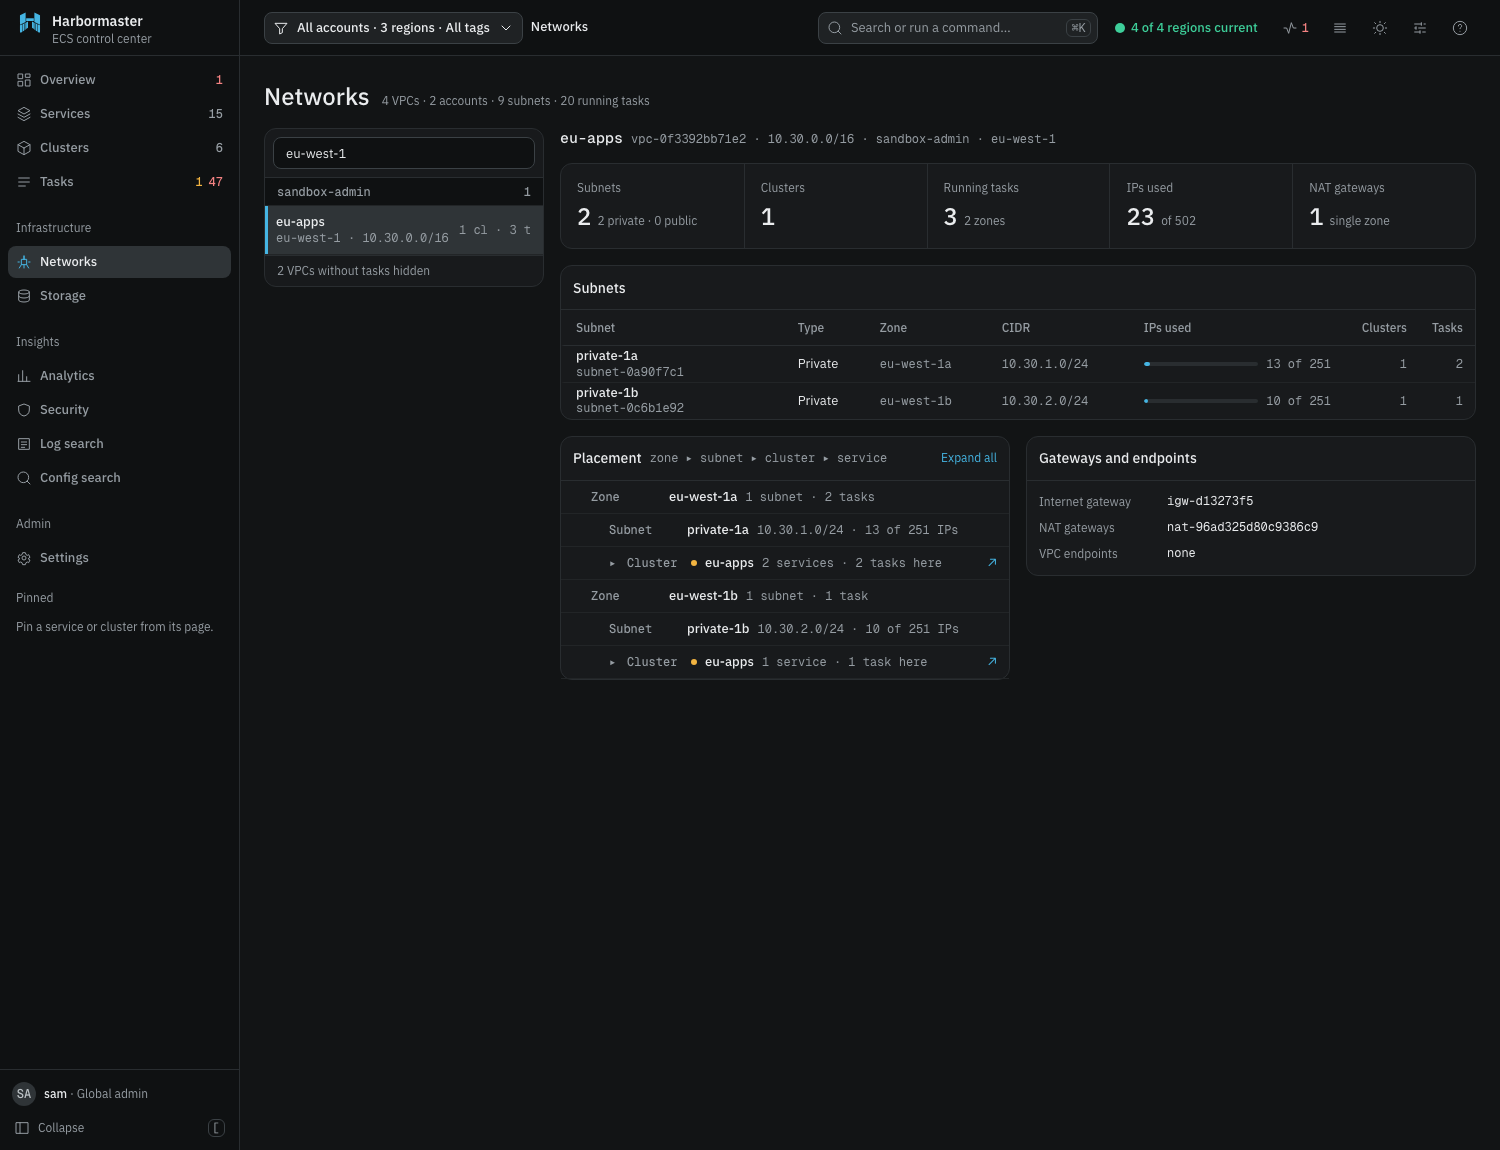 Harbormaster
ECS control center
All accounts · 3 regions · All tags
Networks
Search or run a command...
⌘K
4 of 4 regions current
1
Overview 1
Services 15
Clusters 6
Tasks 1 47
Infrastructure
Networks
Storage
Insights
Analytics
Security
Log search
Config search
Admin
Settings
Pinned
Pin a service or cluster from its page.
SA sam · Global admin
Collapse [
Networks 4 VPCs · 2 accounts · 9 subnets · 20 running tasks
eu-west-1
sandbox-admin 1
eu-apps
eu-west-1 · 10.30.0.0/16 1 cl · 3 t
2 VPCs without tasks hidden
eu-apps vpc-0f3392bb71e2 · 10.30.0.0/16 · sandbox-admin · eu-west-1
Subnets
2 2 private · 0 public
Clusters
1
Running tasks
3 2 zones
IPs used
23 of 502
NAT gateways
1 single zone
Subnets
Subnet Type Zone CIDR IPs used Clusters Tasks
private-1a
subnet-0a90f7c1 Private eu-west-1a 10.30.1.0/24 13 of 251 1 2
private-1b
subnet-0c6b1e92 Private eu-west-1b 10.30.2.0/24 10 of 251 1 1
Placement zone ▸ subnet ▸ cluster ▸ service Expand all
Zone eu-west-1a 1 subnet · 2 tasks
Subnet private-1a 10.30.1.0/24 · 13 of 251 IPs
▸ Cluster eu-apps 2 services · 2 tasks here ↗
Zone eu-west-1b 1 subnet · 1 task
Subnet private-1b 10.30.2.0/24 · 10 of 251 IPs
▸ Cluster eu-apps 1 service · 1 task here ↗
Gateways and endpoints
Internet gateway igw-d13273f5
NAT gateways nat-96ad325d80c9386c9
VPC endpoints none